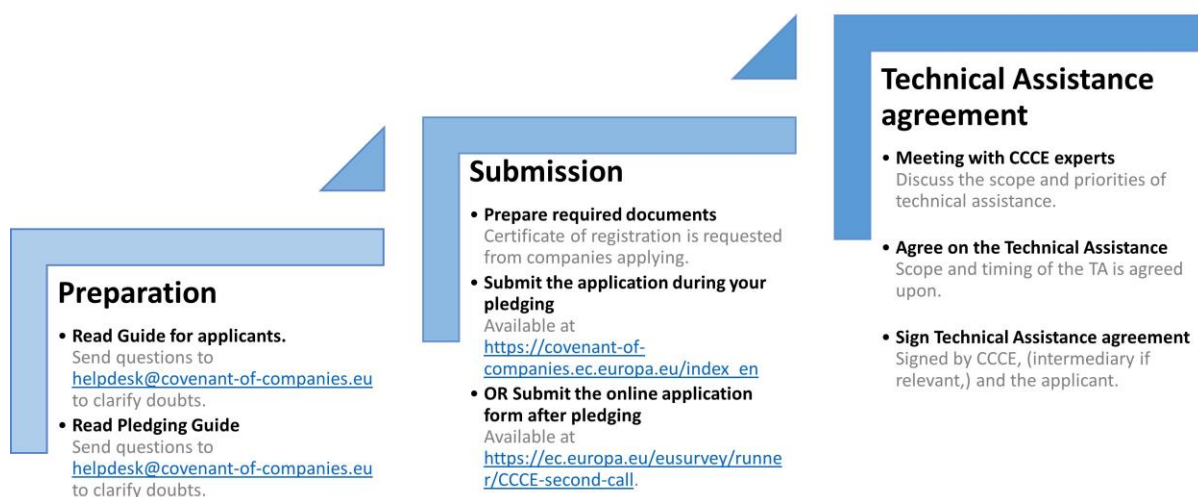 Preparation
• Read Guide for applicants.
Send questions to
helpdesk@covenant-of-companies.eu
to clarify doubts.
• Read Pledging Guide
Send questions to
helpdesk@covenant-of-companies.eu
to clarify doubts.
Submission
• Prepare required documents
Certificate of registration is requested
from companies applying.
• Submit the application during your
pledging
Available at
https://covenant-of-
companies.ec.europa.eu/index_en
• OR Submit the online application
form after pledging
Available at
https://ec.europa.eu/eusurvey/runne
r/CCCE-second-call.
Technical Assistance
agreement
• Meeting with CCCE experts
Discuss the scope and priorities of
technical assistance.
• Agree on the Technical Assistance
Scope and timing of the TA is agreed
upon.
• Sign Technical Assistance agreement
Signed by CCCE, (intermediary if
relevant,) and the applicant.